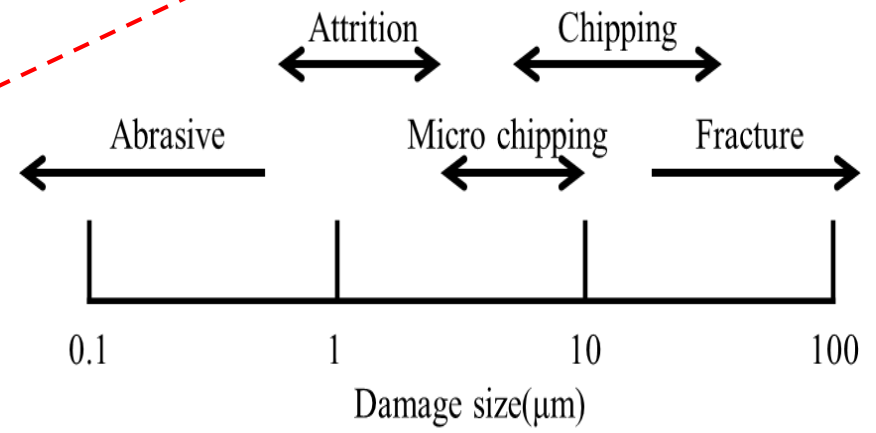 Attrition Chipping
Abrasive Micro chipping Fracture
0.1 1 10 100
Damage size(μm)